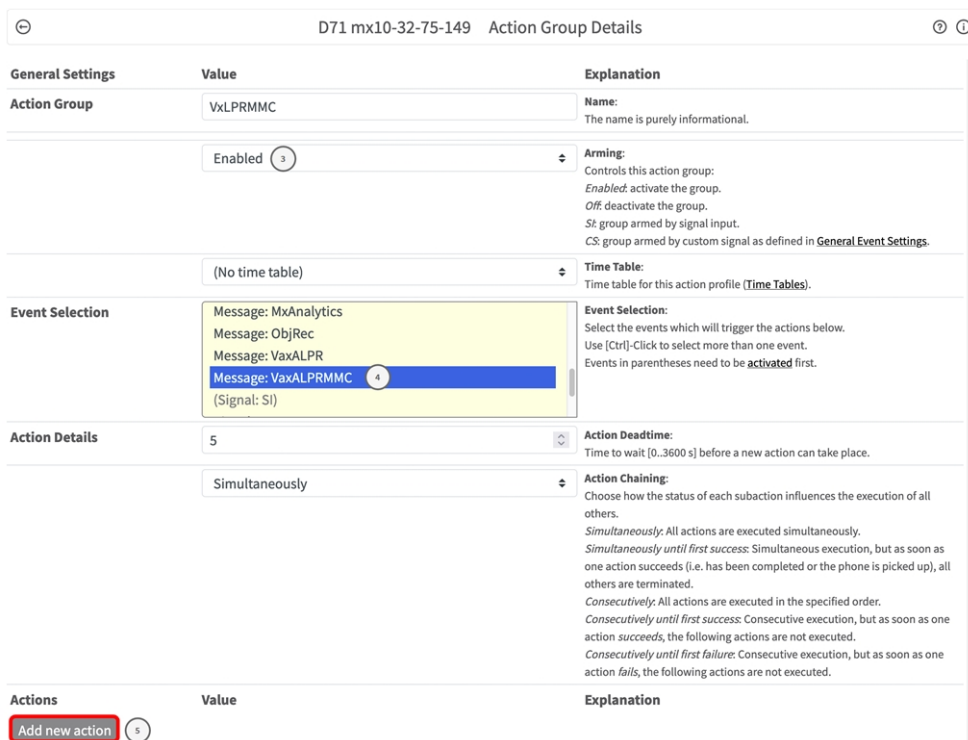 D71 mx10-32-75-149 Action Group Details
General Settings Value Explanation
Action Group VxLPRMMC Name:
The name is purely informational.
Enabled 3 Arming:
Controls this action group:
Enabled: activate the group.
Off: deactivate the group.
SI: group armed by signal input.
CS: group armed by custom signal as defined in General Event Settings.
(No time table) Time Table:
Time table for this action profile (Time Tables).
Event Selection Message: MxAnalytics Event Selection:
Message: ObjRec Select the events which will trigger the actions below.
Message: VaxALPR Use [Ctrl]-Click to select more than one event.
Message: VaxALPRMMC 4 Events in parentheses need to be activated first.
(Signal: SI)
Action Details 5 Action Deadtime:
Time to wait [0..3600 s] before a new action can take place.
Simultaneously Action Chaining:
Choose how the status of each subaction influences the execution of all
others.
Simultaneously: All actions are executed simultaneously.
Simultaneously until first success: Simultaneous execution, but as soon as
one action succeeds (i.e. has been completed or the phone is picked up), all
others are terminated.
Consecutively: All actions are executed in the specified order.
Consecutively until first success: Consecutive execution, but as soon as one
action succeeds, the following actions are not executed.
Consecutively until first failure: Consecutive execution, but as soon as one
action fails, the following actions are not executed.
Actions Value Explanation
Add new action 5